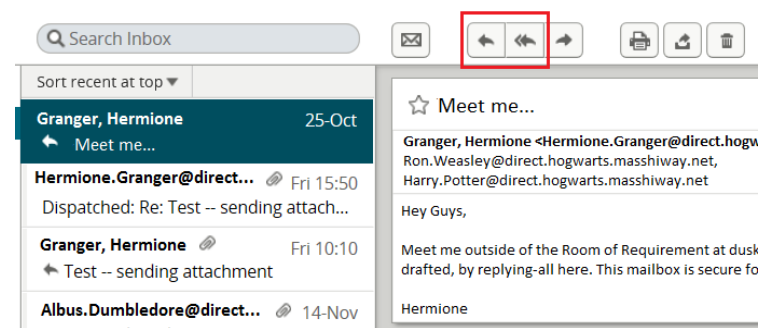 Search Inbox
Sort recent at top
Granger, Hermione 25-Oct
Meet me...
Hermione.Granger@direct... Fri 15:50
Dispatched: Re: Test -- sending attach...
Granger, Hermione Fri 10:10
Test -- sending attachment
Albus.Dumbledore@direct... 14-Nov
Meet me...
Granger, Hermione <Hermione.Granger@direct.hogw
Ron.Weasley@direct.hogwarts.masshiway.net,
Harry.Potter@direct.hogwarts.masshiway.net
Hey Guys,
Meet me outside of the Room of Requirement at dusk
drafted, by replying-all here. This mailbox is secure fo
Hermione